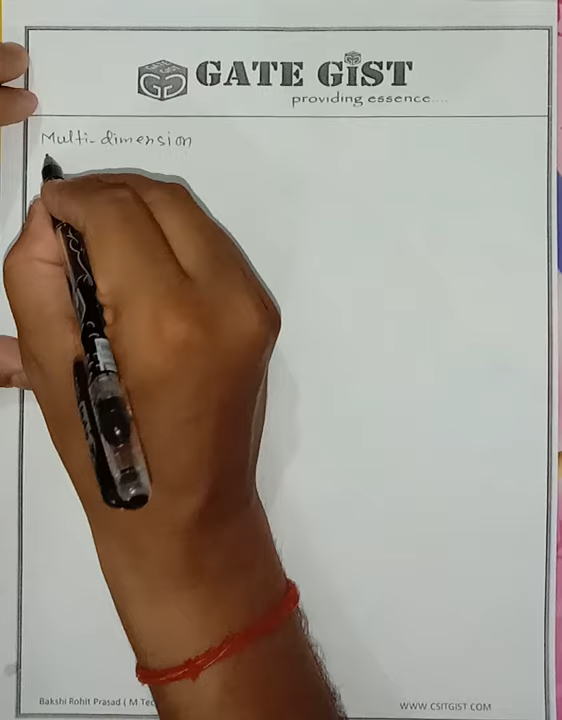 GATE GIST
providing essence....
Multi-dimension
Bakshi Rohit Prasad ( M Tec
WWW.CSITGIST.COM